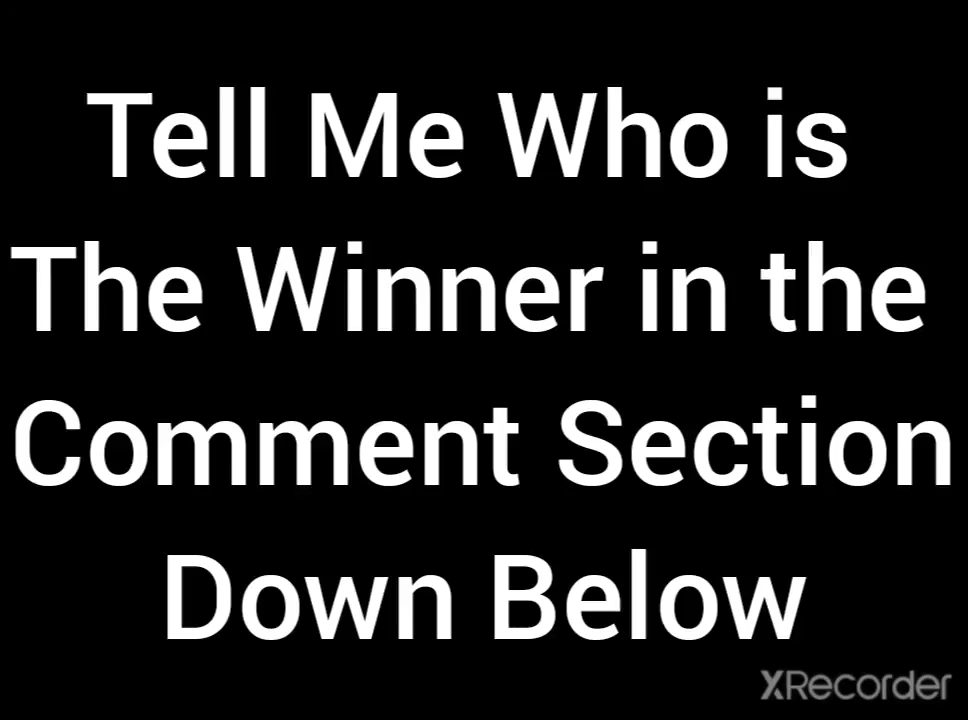 Tell Me Who is
The Winner in the
Comment Section
Down Below
XRecorder